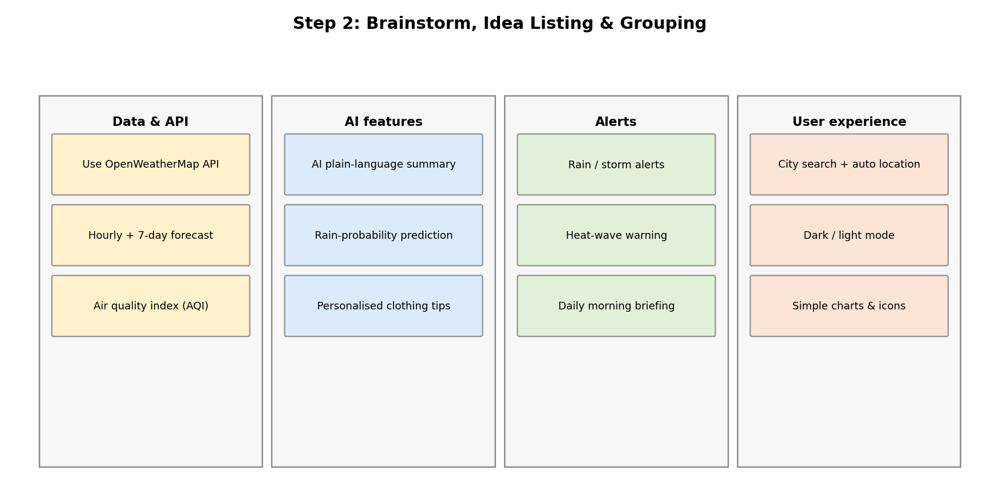 Step 2: Brainstorm, Idea Listing & Grouping
Data & API
Use OpenWeatherMap API
Hourly + 7-day forecast
Air quality index (AQI)
AI features
AI plain-language summary
Rain-probability prediction
Personalised clothing tips
Alerts
Rain / storm alerts
Heat-wave warning
Daily morning briefing
User experience
City search + auto location
Dark / light mode
Simple charts & icons